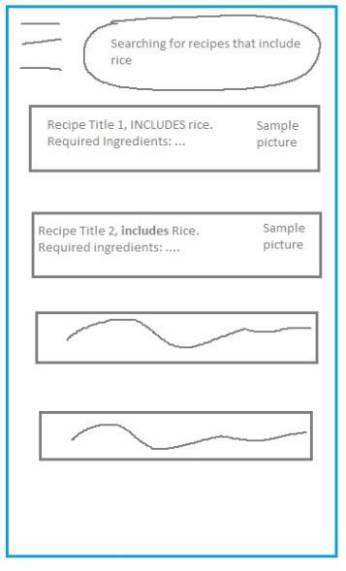 Searching for recipes that include
rice
Recipe Title 1, INCLUDES rice.
Required Ingredients: ...
Sample
picture
Recipe Title 2, includes Rice.
Required ingredients: ....
Sample
picture